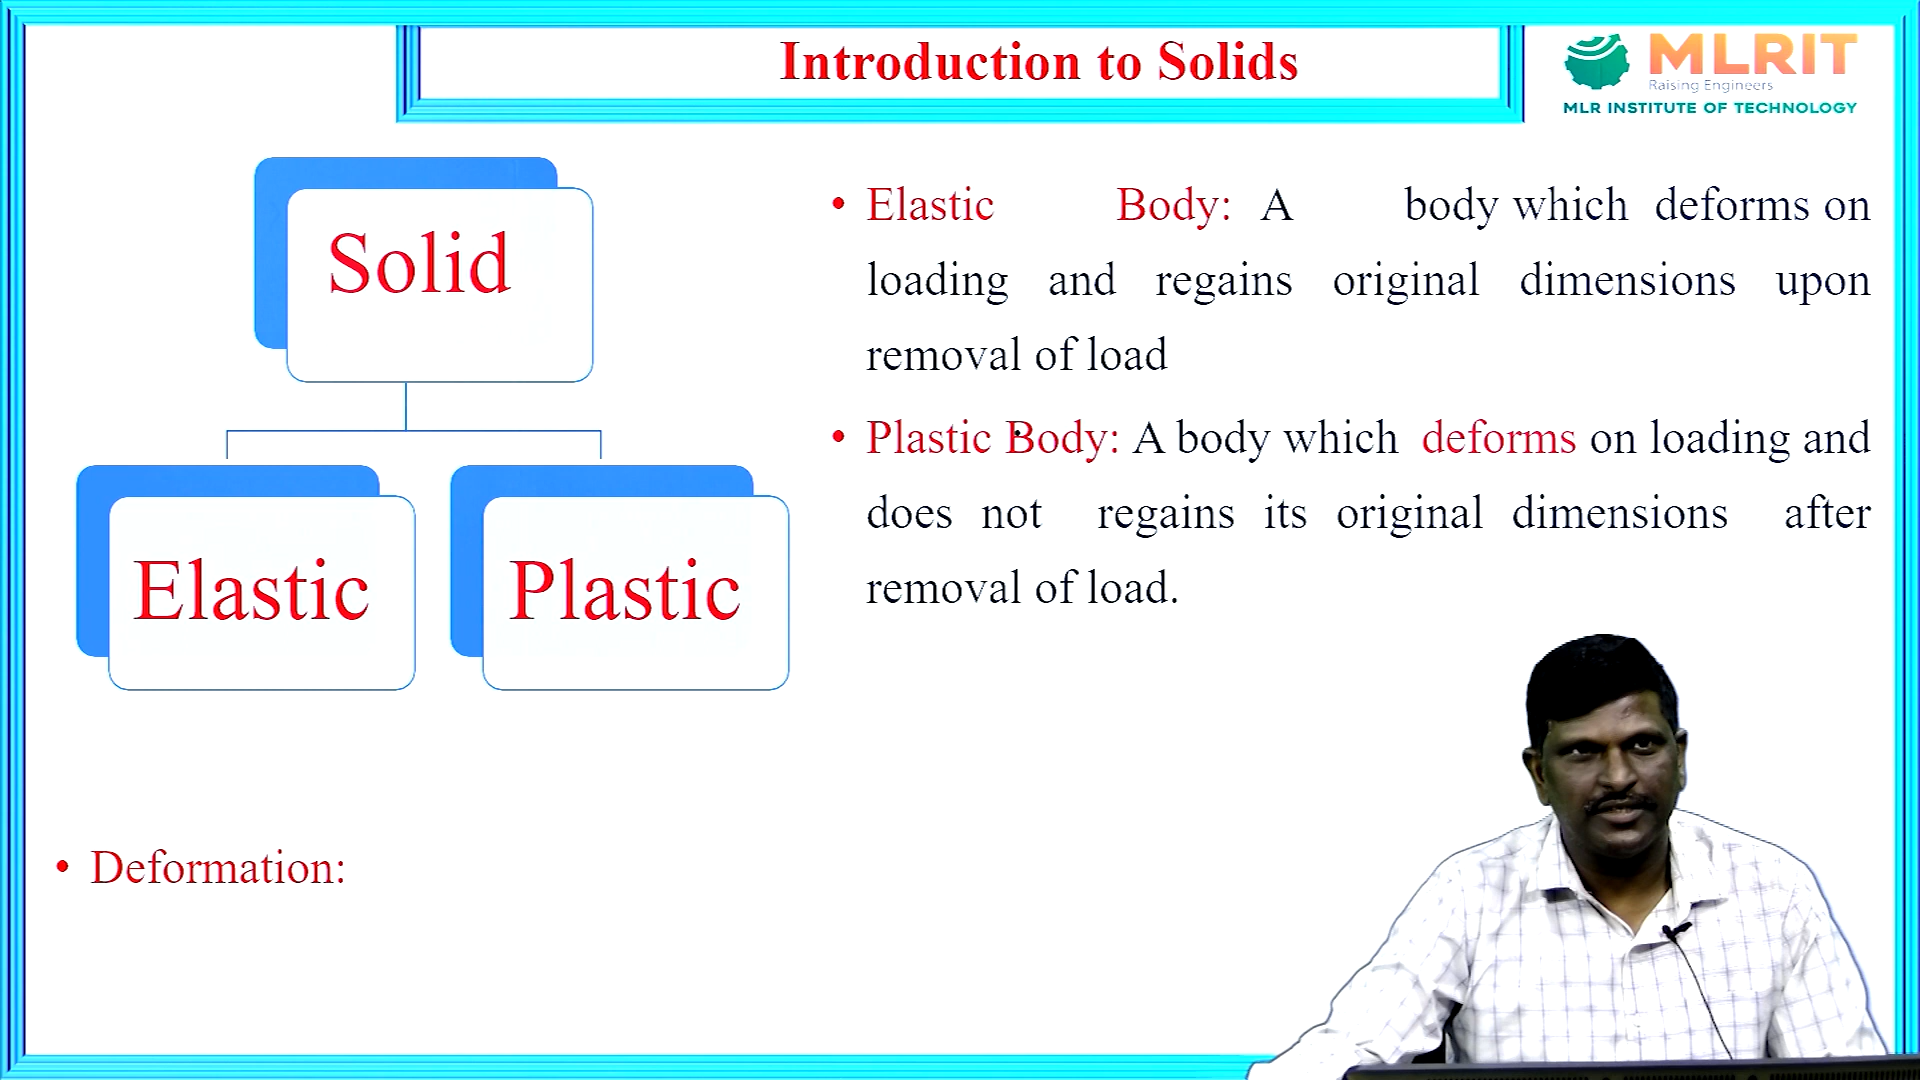 Introduction to Solids
MLRIT
Raising Engineers
MLR INSTITUTE OF TECHNOLOGY
Solid
Elastic
Plastic
• Elastic Body: A body which deforms on
loading and regains original dimensions upon
removal of load
• Plastic Body: A body which deforms on loading and
does not regains its original dimensions after
removal of load.
• Deformation: